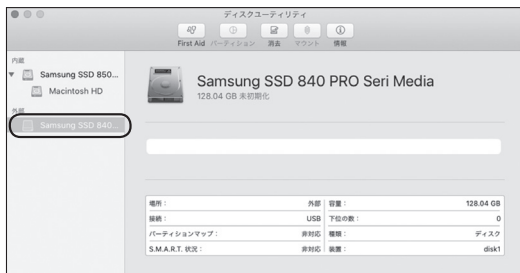 ディスクユーティリティ
First Aid パーティション 消去 マウント 情報
内蔵
Samsung SSD 850...
Macintosh HD
外部
Samsung SSD 840...
Samsung SSD 840 PRO Seri Media
128.04 GB 未初期化
場所: 外部 容量: 128.04 GB
接続: USB 下位の数: 0
パーティションマップ: 非対応 種類: ディスク
S.M.A.R.T. 状況: 非対応 装置: disk1